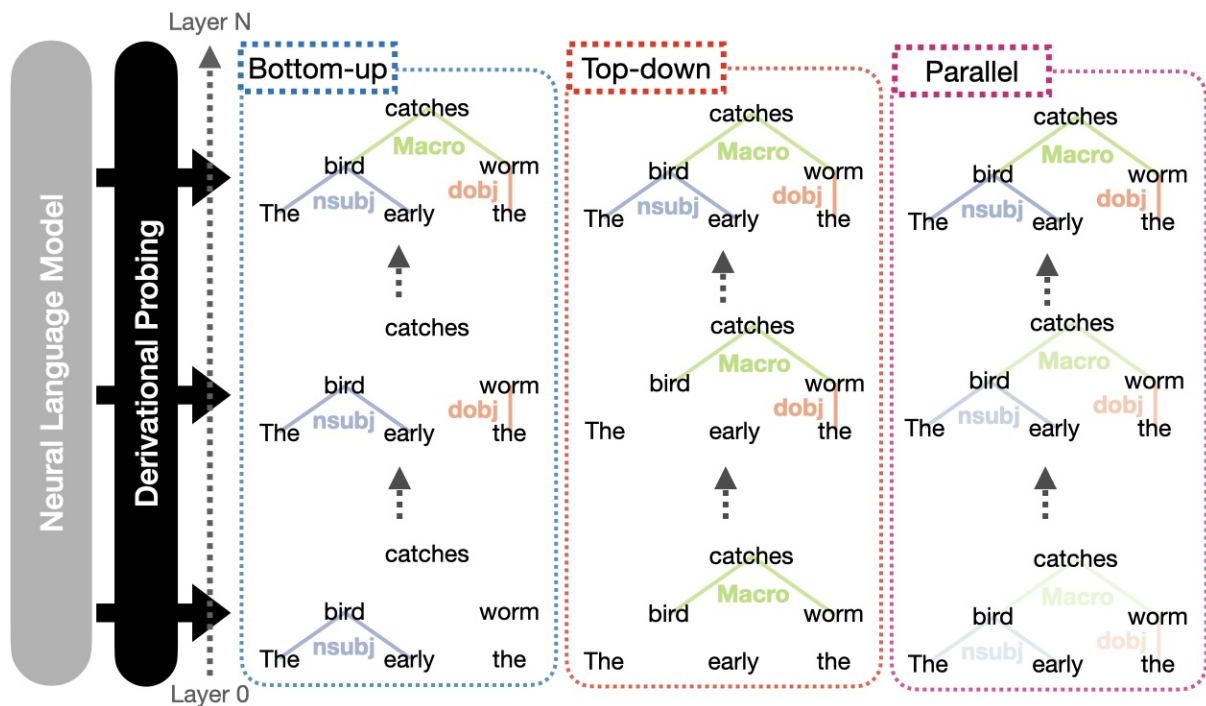 Layer N
Neural Language Model
Derivational Probing
Layer 0
Bottom-up
catches
Macro
bird worm
nsubj dobj
The early the
catches
bird worm
nsubj dobj
The early the
catches
bird worm
nsubj
The early the
Top-down
catches
Macro
bird worm
nsubj dobj
The early the
catches
Macro
bird worm
dobj
The early the
catches
Macro
bird worm
The early the
Parallel
catches
Macro
bird worm
nsubj dobj
The early the
catches
Macro
bird worm
nsubj dobj
The early the
catches
Macro
bird worm
nsubj dobj
The early the